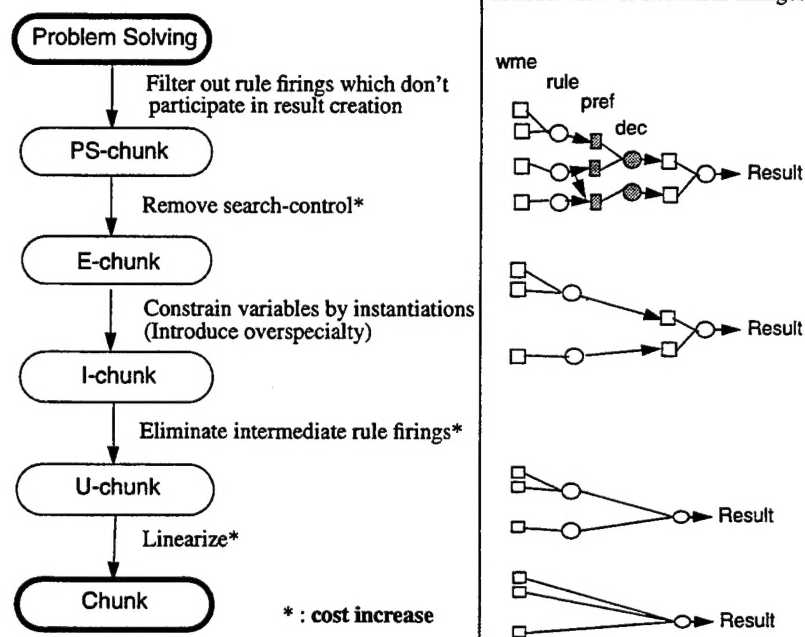 Problem Solving
Filter out rule firings which don't
participate in result creation
PS-chunk
Remove search-control*
E-chunk
Constrain variables by instantiations
(Introduce overspecialty)
I-chunk
Eliminate intermediate rule firings*
U-chunk
Linearize*
Chunk
* : cost increase
wme
rule
pref
dec
Result
Result
Result
Result